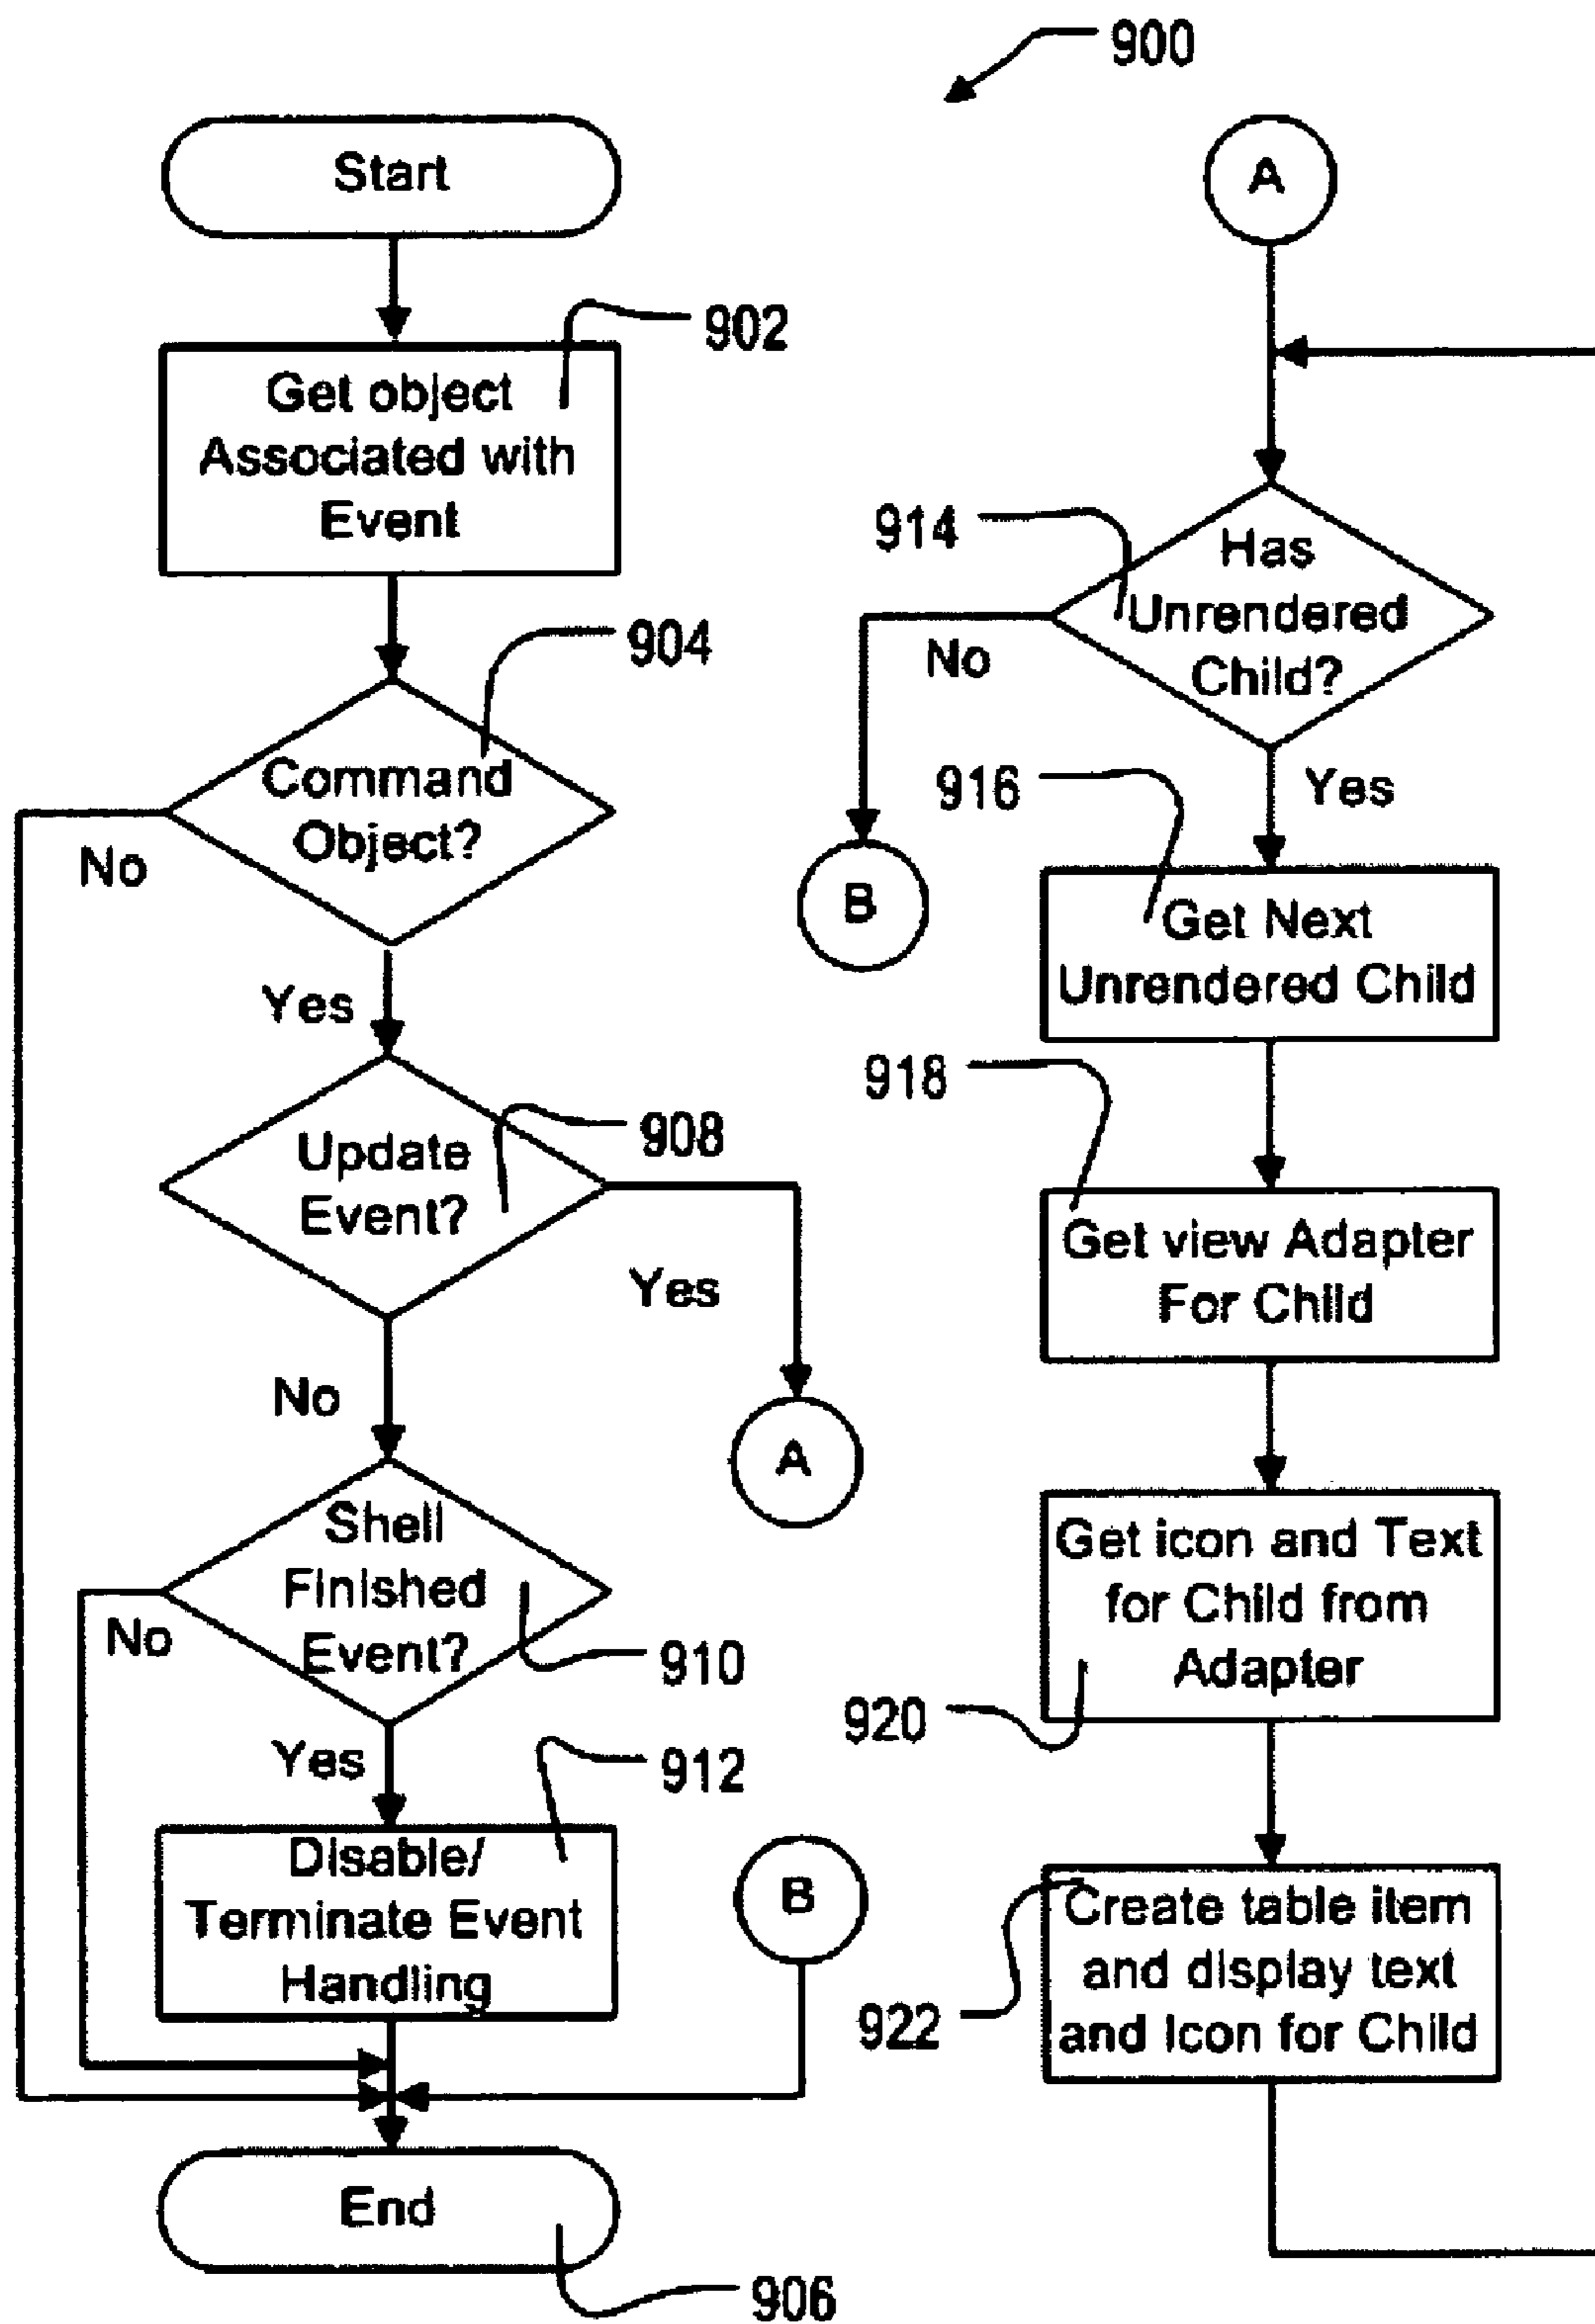 900
Start
902
Get object
Associated with
Event
904
Command
Object?
No
Yes
908
Update
Event?
Yes
No
A
Shell
Finished
Event?
No
910
Yes
912
Disable/
Terminate Event
Handling
B
End
906
A
914
Has
Unrendered
Child?
No
B
Yes
916
Get Next
Unrendered Child
918
Get view Adapter
For Child
Get icon and Text
for Child from
Adapter
920
Create table item
and display text
and Icon for Child
922